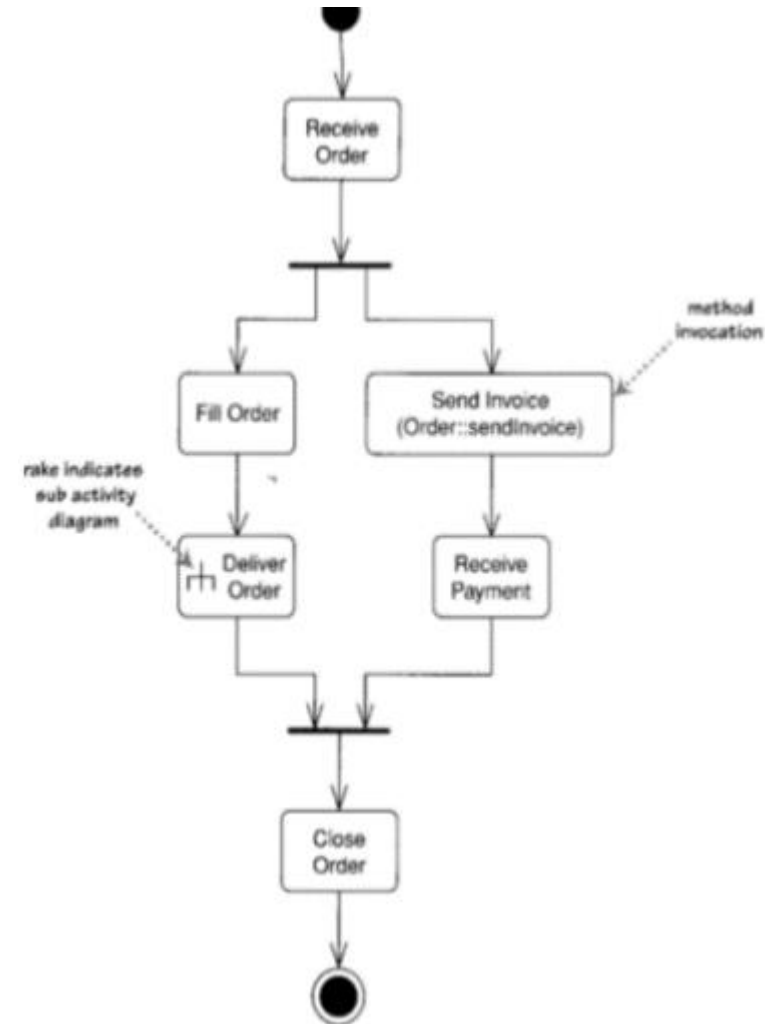 Receive
Order
method
invocation
Fill Order
Send Invoice
(Order::sendInvoice)
rake indicates
sub activity
diagram
Deliver
Order
Receive
Payment
Close
Order